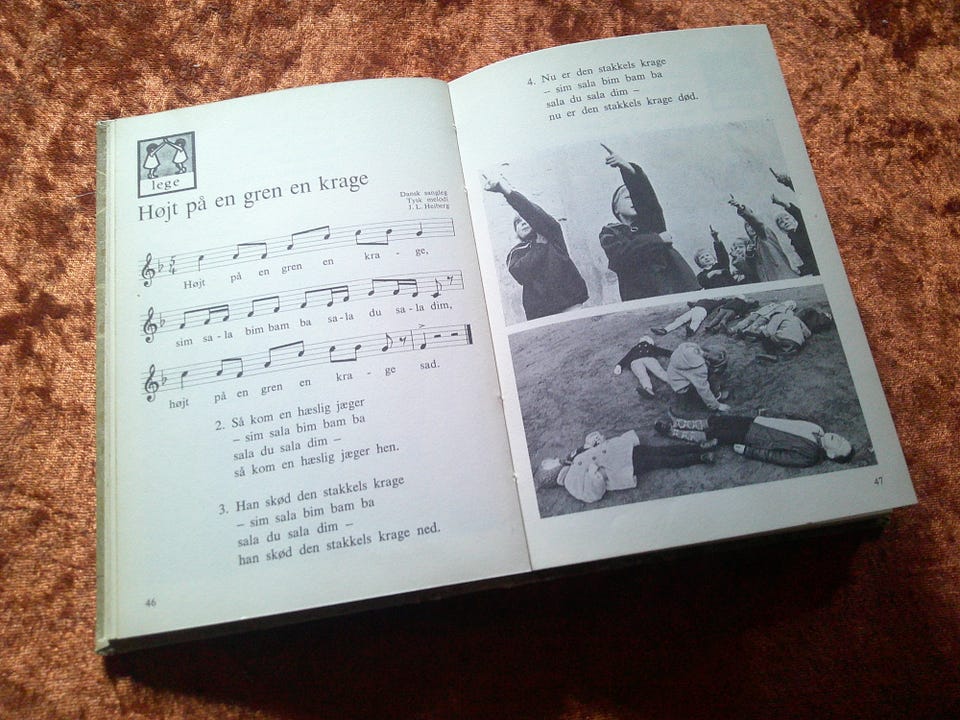 lege
Højt på en gren en krage
Dansk sangleg
Tysk melodi
J. L. Heiberg
5
4
Højt på en gren en kra - ge,
sim sa - la bim bam ba sa - la du sa - la dim,
højt på en gren en kra - ge sad.
2. Så kom en hæslig jæger
– sim sala bim bam ba
sala du sala dim –
så kom en hæslig jæger hen.
3. Han skød den stakkels krage
– sim sala bim bam ba
sala du sala dim –
han skød den stakkels krage ned.
46
4. Nu er den stakkels krage
– sim sala bim bam ba
sala du sala dim –
nu er den stakkels krage død.
47